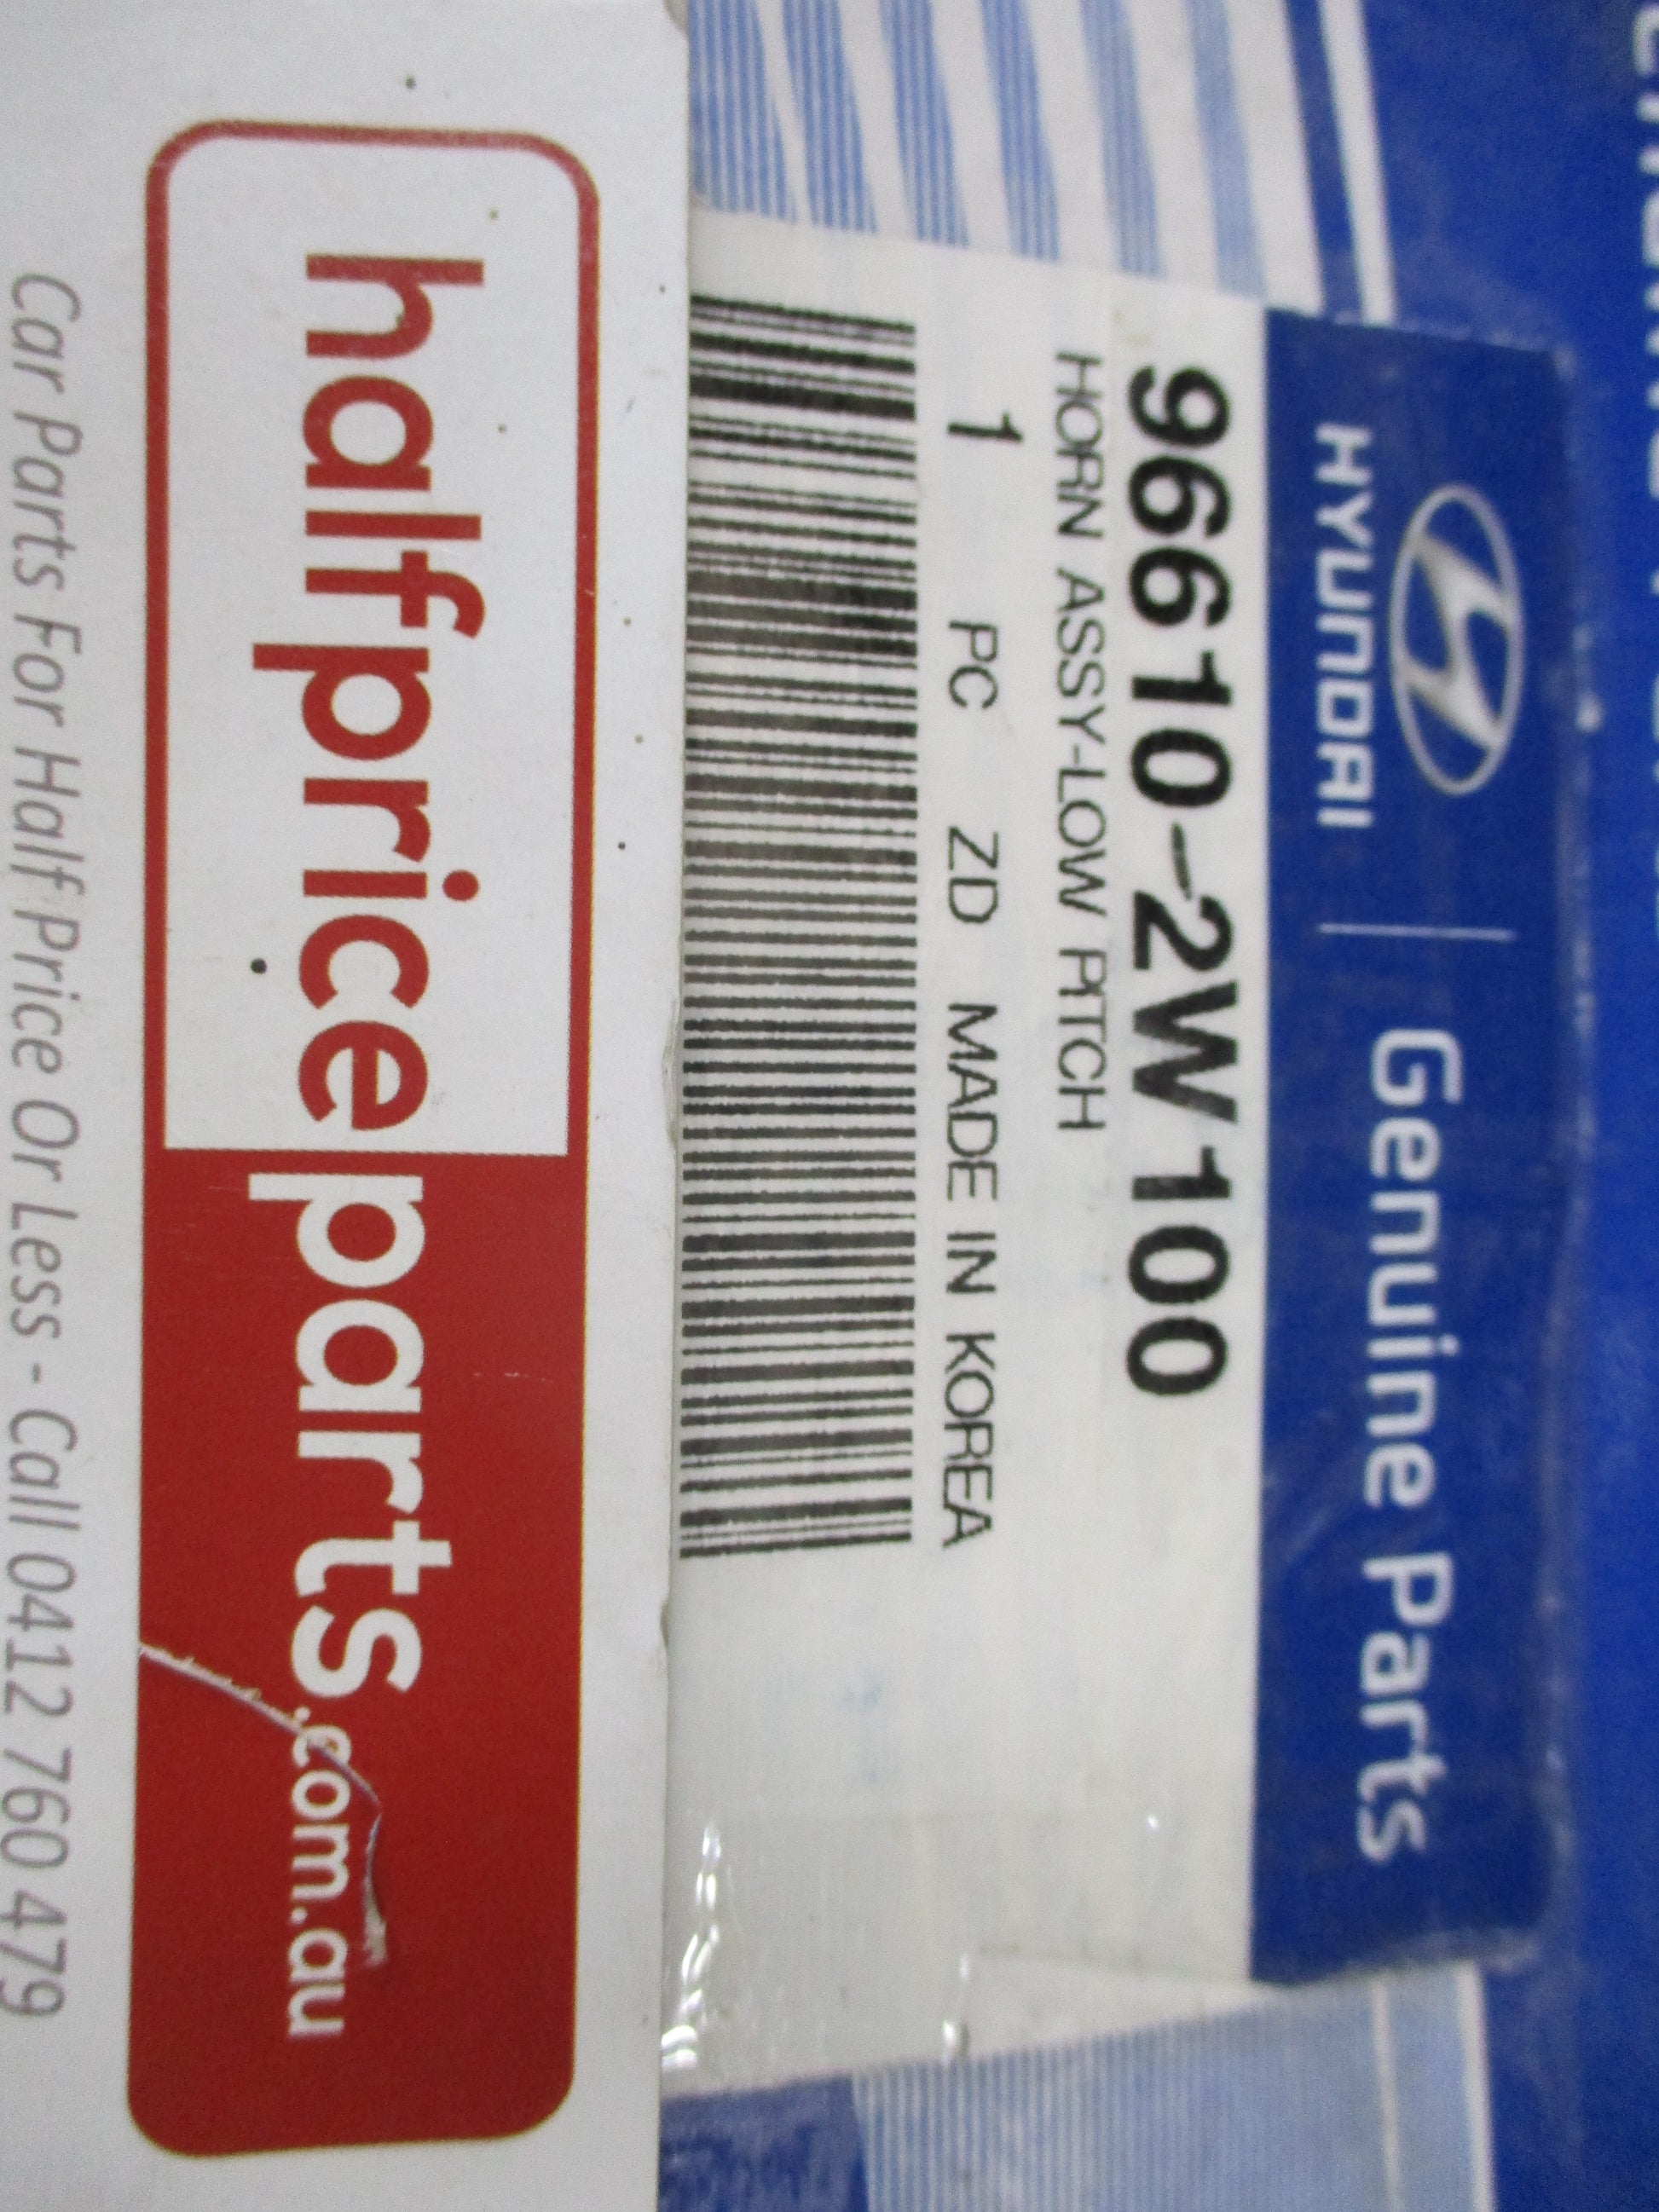 HYUNDAI
Genuine Parts
96610-2W100
HORN ASSY-LOW PITCH
1 PC ZD MADE IN KOREA
halfpriceparts.com.au
Car Parts For Half Price Or Less - Call 0412 760 479